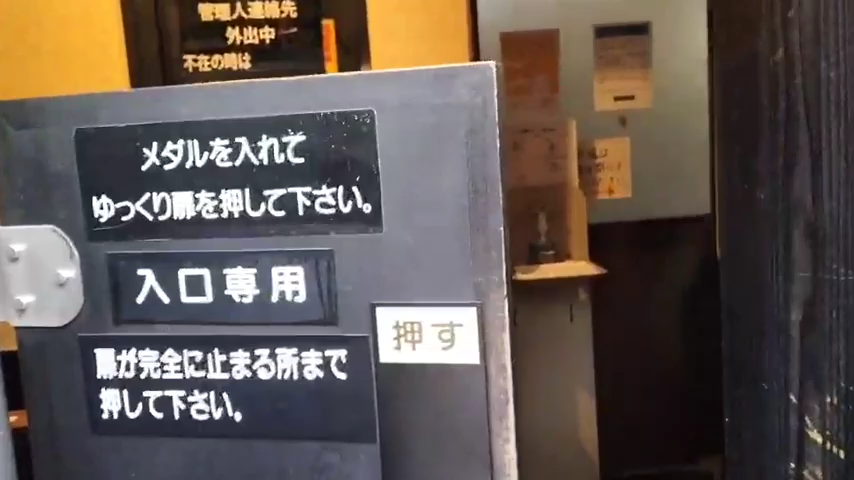 管理人連絡先
外出中
不在の時は
メダルを入れて
ゆっくり扉を押して下さい。
入口専用
押す
扉が完全に止まる所まで
押して下さい。